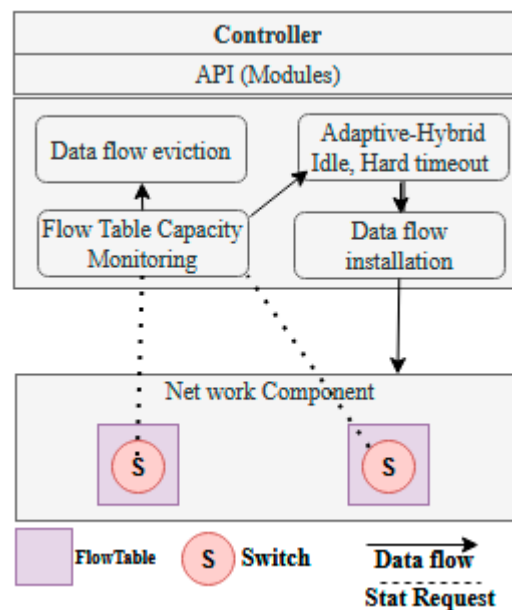 Controller
API (Modules)
Data flow eviction
Adaptive-Hybrid
Idle, Hard timeout
Flow Table Capacity
Monitoring
Data flow
installation
Net work Component
S
S
FlowTable
S
Switch
Data flow
Stat Request